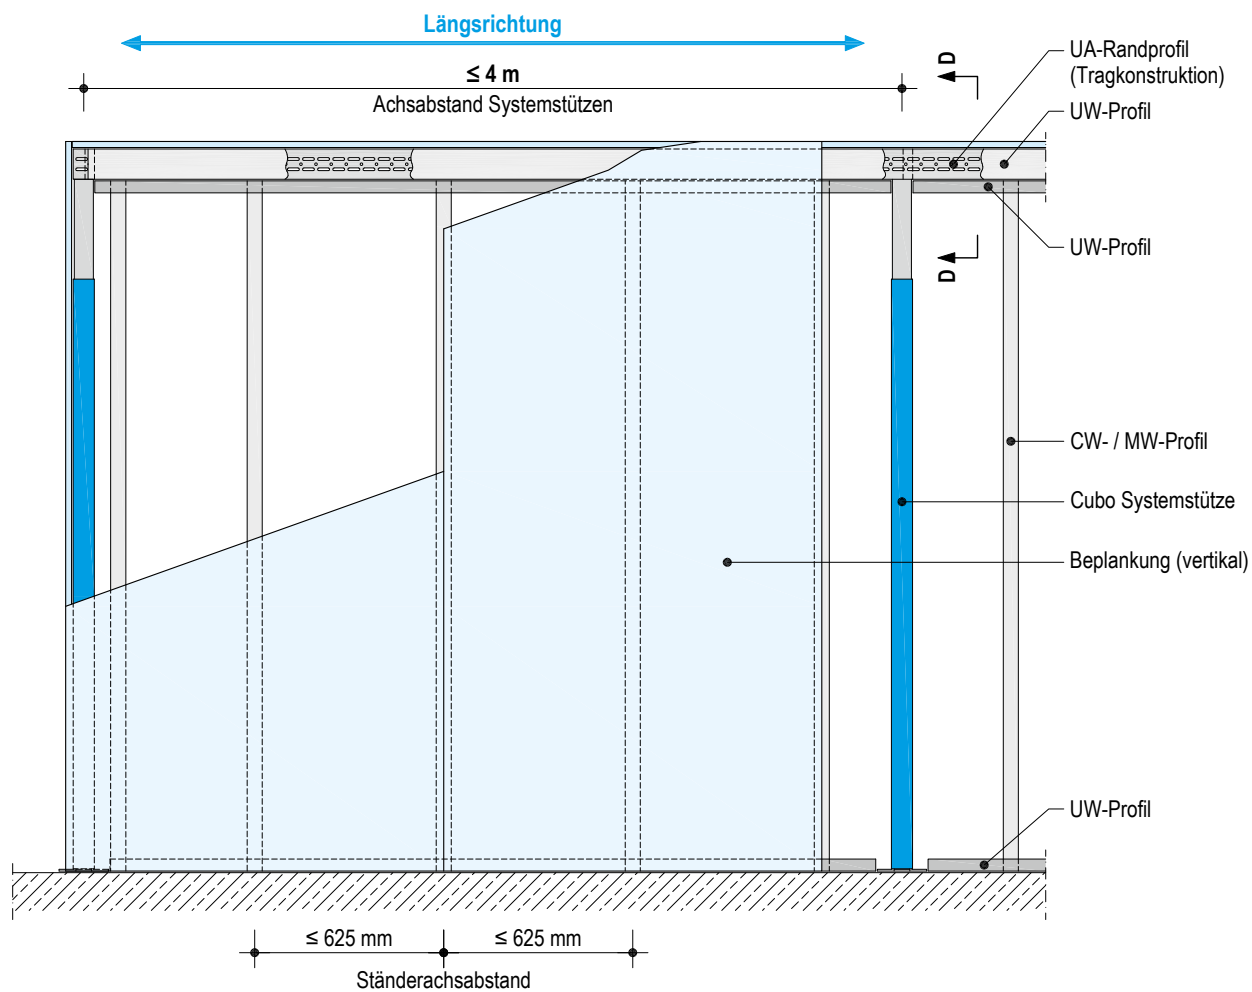 Längsrichtung
≤ 4 m
Achsabstand Systemstützen
D
UA-Randprofil
(Tragkonstruktion)
UW-Profil
UW-Profil
D
CW- / MW-Profil
Cubo Systemstütze
Beplankung (vertikal)
UW-Profil
≤ 625 mm
≤ 625 mm
Ständerachsabstand